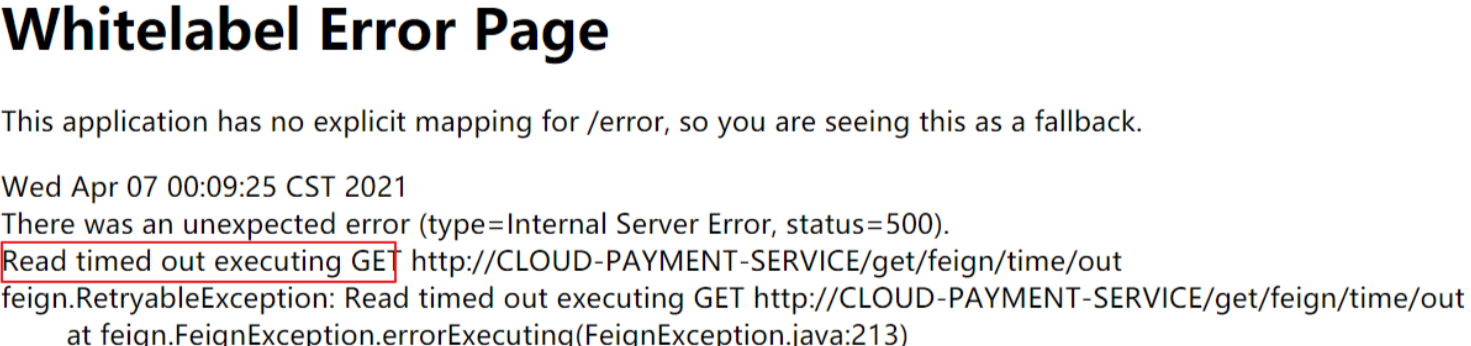 Whitelabel Error Page
This application has no explicit mapping for /error, so you are seeing this as a fallback.
Wed Apr 07 00:09:25 CST 2021
There was an unexpected error (type=Internal Server Error, status=500).
Read timed out executing GET http://CLOUD-PAYMENT-SERVICE/get/feign/time/out
feign.RetryableException: Read timed out executing GET http://CLOUD-PAYMENT-SERVICE/get/feign/time/out
at feign.FeignException.errorExecuting(FeignException.java:213)